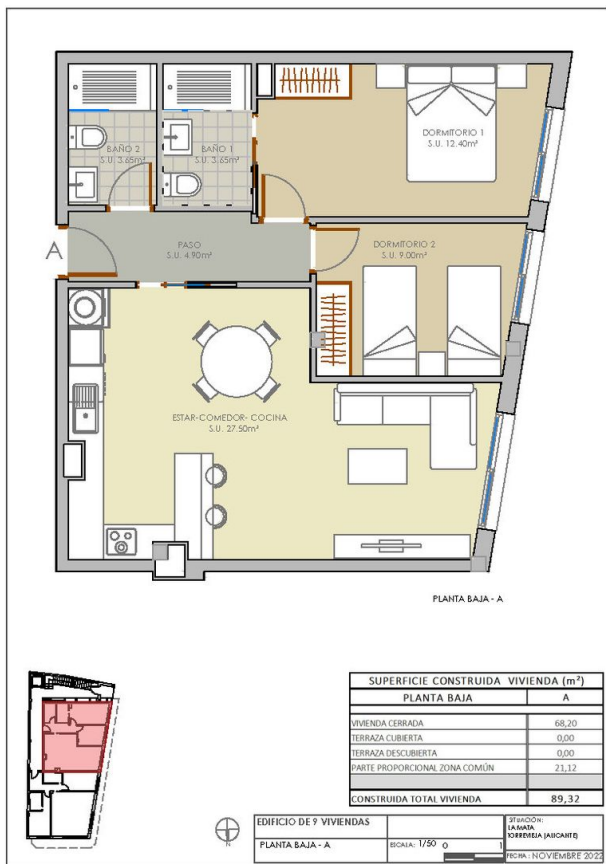 BAÑO 2
S.U. 3.65m²
BAÑO 1
S.U. 3.65m²
DORMITORIO 1
S.U. 12.40m²
A
PASO
S.U. 4.90m²
DORMITORIO 2
S.U. 9.00m²
ESTAR-COMEDOR- COCINA
S.U. 27.50m²
PLANTA BAJA - A
SUPERFICIE CONSTRUIDA VIVIENDA (m²)
PLANTA BAJA A
VIVIENDA CERRADA 68,20
TERRAZA CUBIERTA 0,00
TERRAZA DESCUBIERTA 0,00
PARTE PROPORCIONAL ZONA COMÚN 21,12
CONSTRUIDA TOTAL VIVIENDA 89,32
N
EDIFICIO DE 9 VIVIENDAS
PLANTA BAJA - A
ESCALA: 1/50 0 1
SITUACIÓN:
LA MATA
TORREVIEJA (ALICANTE)
FECHA : NOVIEMBRE 2022